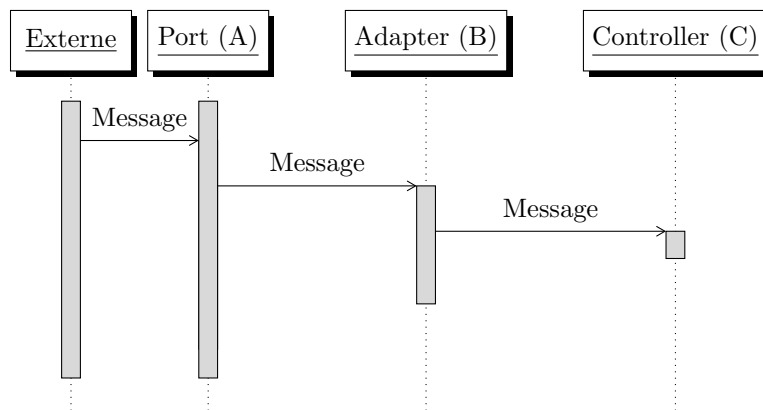 Externe
Port (A)
Adapter (B)
Controller (C)
Message
Message
Message